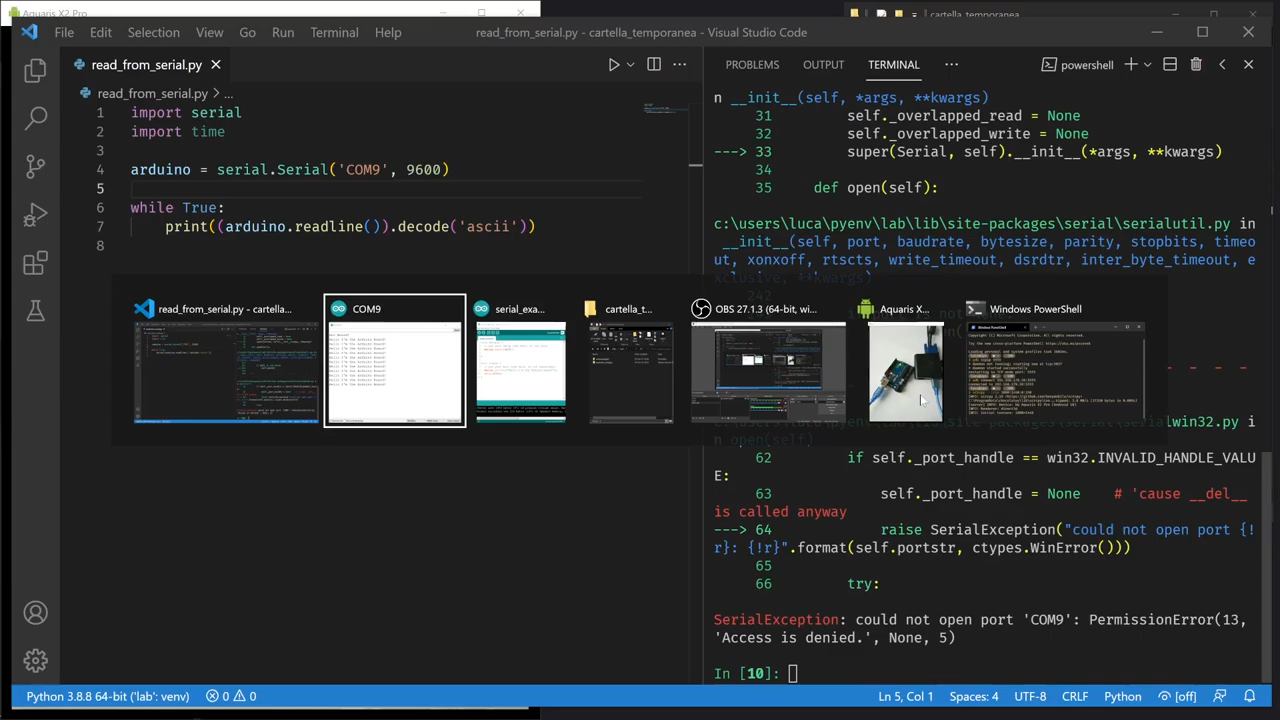 Aquaris X2 Pro
cartella_temporanea
File Edit Selection View Go Run Terminal Help
read_from_serial.py - cartella_temporanea - Visual Studio Code
read_from_serial.py
read_from_serial.py > ...
1 import serial
2 import time
3
4 arduino = serial.Serial('COM9', 9600)
5
6 while True:
7 print((arduino.readline()).decode('ascii'))
8
PROBLEMS OUTPUT TERMINAL ... powershell
n __init__(self, *args, **kwargs)
31 self._overlapped_read = None
32 self._overlapped_write = None
---> 33 super(Serial, self).__init__(*args, **kwargs)
34
35 def open(self):
c:\users\luca\pyenv\lab\lib\site-packages\serial\serialutil.py in
__init__(self, port, baudrate, bytesize, parity, stopbits, timeo
ut, xonxoff, rtscts, write_timeout, dsrdtr, inter_byte_timeout, e
xclusive, **kwargs)
242
read_from_serial.py - cartella...
COM9
serial_exa...
cartella_t...
OBS 27.1.3 (64-bit, wi...
Aquaris X...
Windows PowerShell
win32.py i
n open(self)
62 if self._port_handle == win32.INVALID_HANDLE_VALU
E:
63 self._port_handle = None # 'cause __del__
is called anyway
---> 64 raise SerialException("could not open port {!
r}: {!r}".format(self.portstr, ctypes.WinError()))
65
66 try:
SerialException: could not open port 'COM9': PermissionError(13,
'Access is denied.', None, 5)
In [10]:
Python 3.8.8 64-bit ('lab': venv) 0 0 Ln 5, Col 1 Spaces: 4 UTF-8 CRLF Python [off]